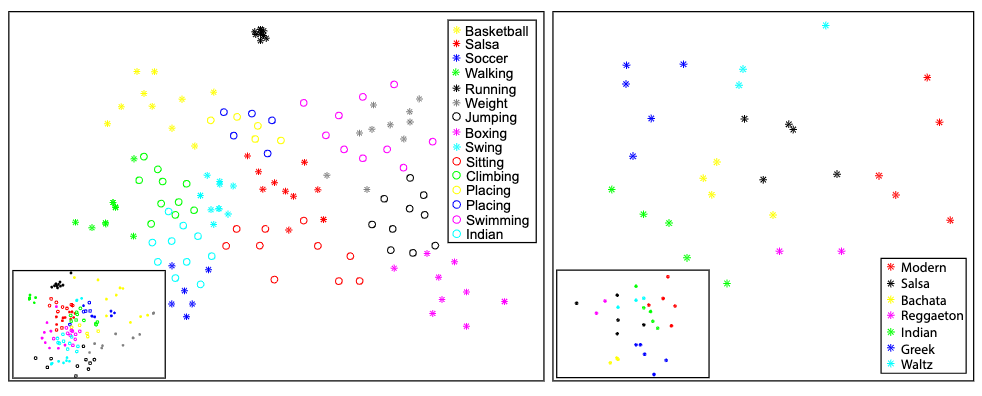 Basketball
Salsa
Soccer
Walking
Running
Weight
Jumping
Boxing
Swing
Sitting
Climbing
Placing
Placing
Swimming
Indian
Modern
Salsa
Bachata
Reggaeton
Indian
Greek
Waltz